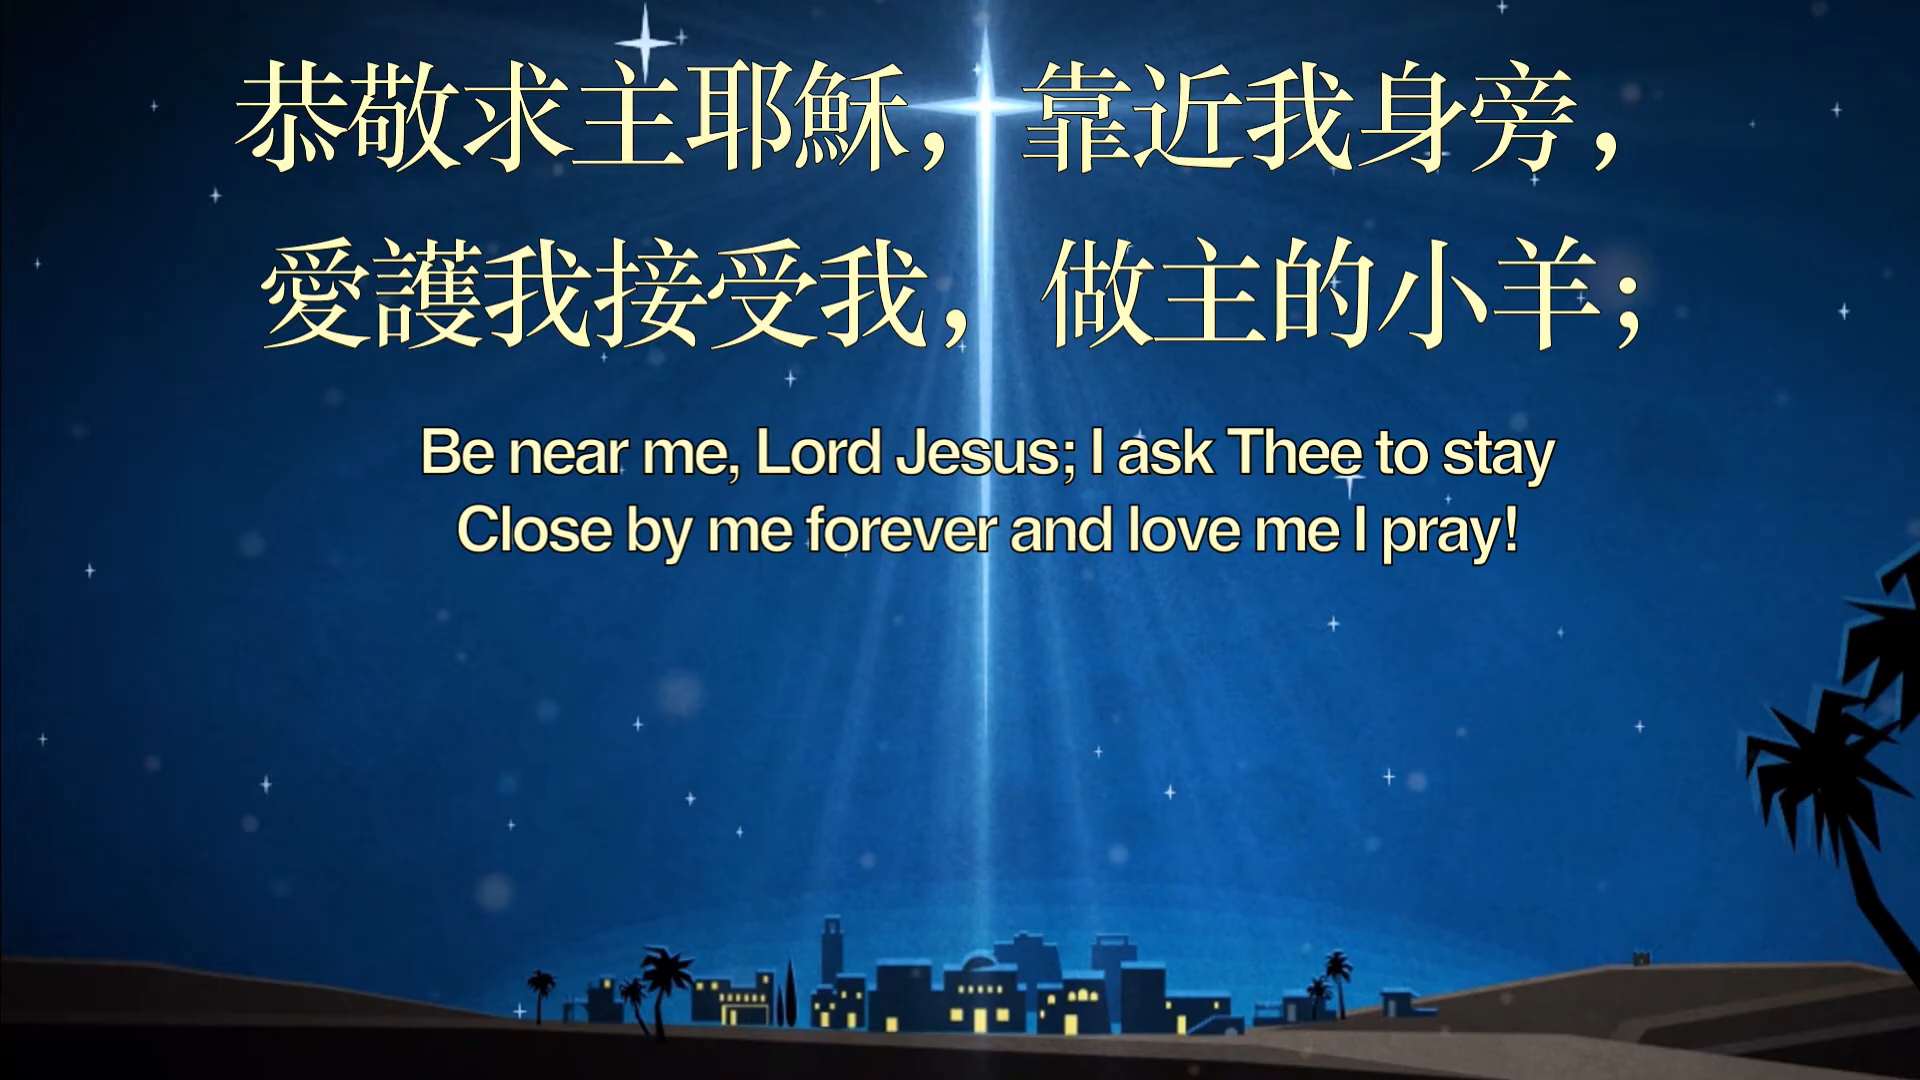 恭敬求主耶穌，靠近我身旁，
愛護我接受我，做主的小羊；
Be near me, Lord Jesus; I ask Thee to stay
Close by me forever and love me I pray!